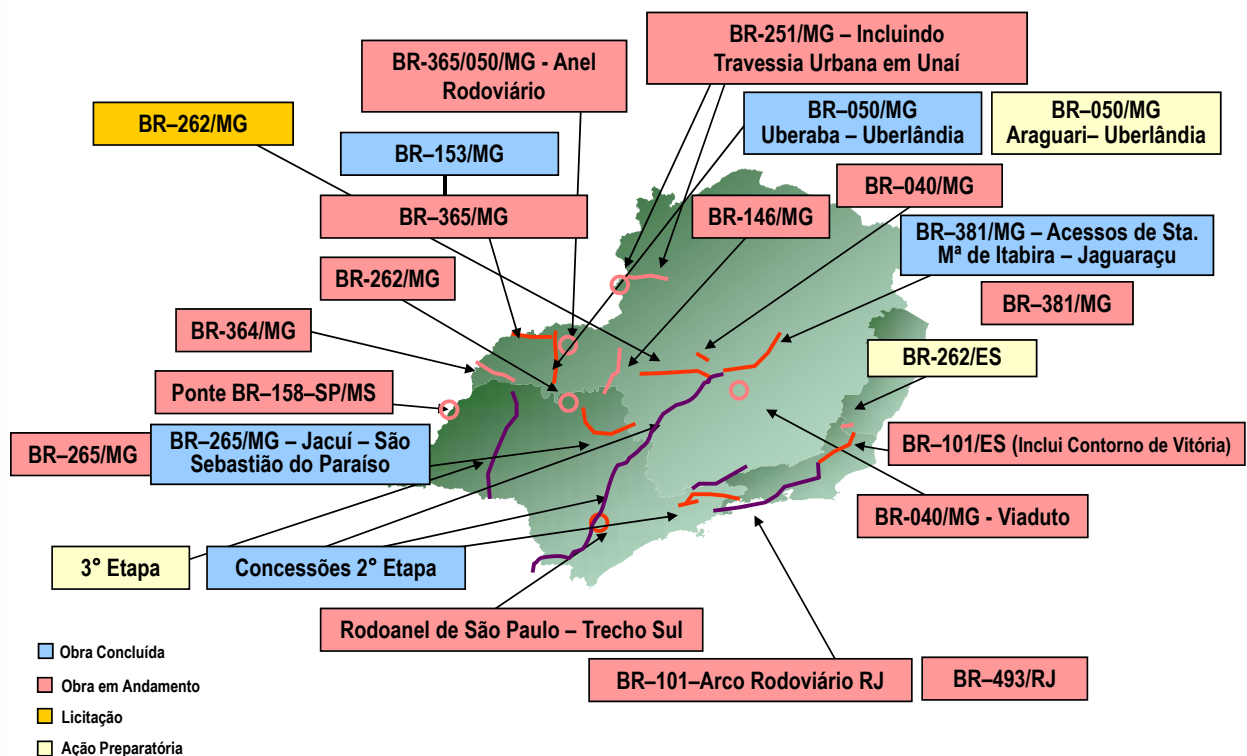 BR-251/MG – Incluindo
Travessia Urbana em Unaí
BR-365/050/MG - Anel
Rodoviário
BR–262/MG
BR–050/MG
Uberaba – Uberlândia
BR–050/MG
Araguari– Uberlândia
BR–153/MG
BR–040/MG
BR–365/MG
BR-146/MG
BR–381/MG – Acessos de Sta.
Mª de Itabira – Jaguaraçu
BR-262/MG
BR–381/MG
BR-364/MG
BR-262/ES
Ponte BR–158–SP/MS
BR–265/MG
BR–265/MG – Jacuí – São
Sebastião do Paraíso
BR–101/ES (Inclui Contorno de Vitória)
BR-040/MG - Viaduto
3° Etapa
Concessões 2° Etapa
Rodoanel de São Paulo – Trecho Sul
BR–101–Arco Rodoviário RJ
BR–493/RJ
Obra Concluída
Obra em Andamento
Licitação
Ação Preparatória